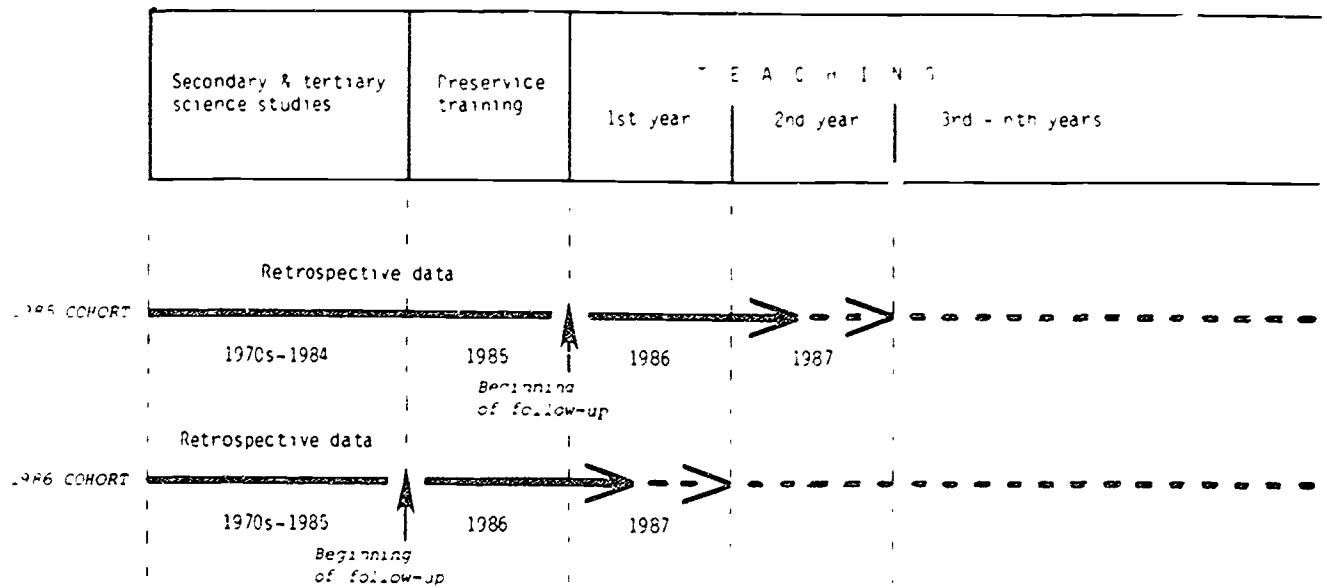 Secondary & tertiary
science studies
Preservice
training
TEACHING
1st year
2nd year
3rd - nth years
Retrospective data
1985 COHORT
1970s-1984
1985
1986
1987
Beginning
of follow-up
Retrospective data
1986 COHORT
1970s-1985
1986
1987
Beginning
of follow-up